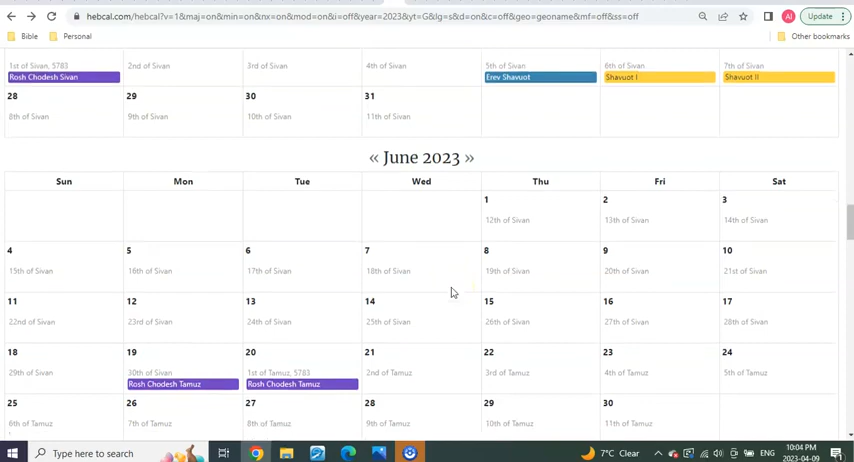 hebcal.com/hebcal?v=1&maj=on&min=on&nx=on&mod=on&i=off&year=2023&yt=G&lg=s&d=on&c=off&geo=geoname&mf=off&ss=off
AI
Update
Bible
Personal
Other bookmarks
1st of Sivan, 5783
2nd of Sivan
3rd of Sivan
4th of Sivan
5th of Sivan
6th of Sivan
7th of Sivan
Rosh Chodesh Sivan
Erev Shavuot
Shavuot I
Shavuot II
28
29
30
31
8th of Sivan
9th of Sivan
10th of Sivan
11th of Sivan
« June 2023 »
Sun
Mon
Tue
Wed
Thu
Fri
Sat
1
2
3
12th of Sivan
13th of Sivan
14th of Sivan
4
5
6
7
8
9
10
15th of Sivan
16th of Sivan
17th of Sivan
18th of Sivan
19th of Sivan
20th of Sivan
21st of Sivan
11
12
13
14
15
16
17
22nd of Sivan
23rd of Sivan
24th of Sivan
25th of Sivan
26th of Sivan
27th of Sivan
28th of Sivan
18
19
20
21
22
23
24
29th of Sivan
30th of Sivan
1st of Tamuz, 5783
2nd of Tamuz
3rd of Tamuz
4th of Tamuz
5th of Tamuz
Rosh Chodesh Tamuz
Rosh Chodesh Tamuz
25
26
27
28
29
30
6th of Tamuz
7th of Tamuz
8th of Tamuz
9th of Tamuz
10th of Tamuz
11th of Tamuz
Type here to search
7°C Clear
ENG
10:04 PM
2023-04-09